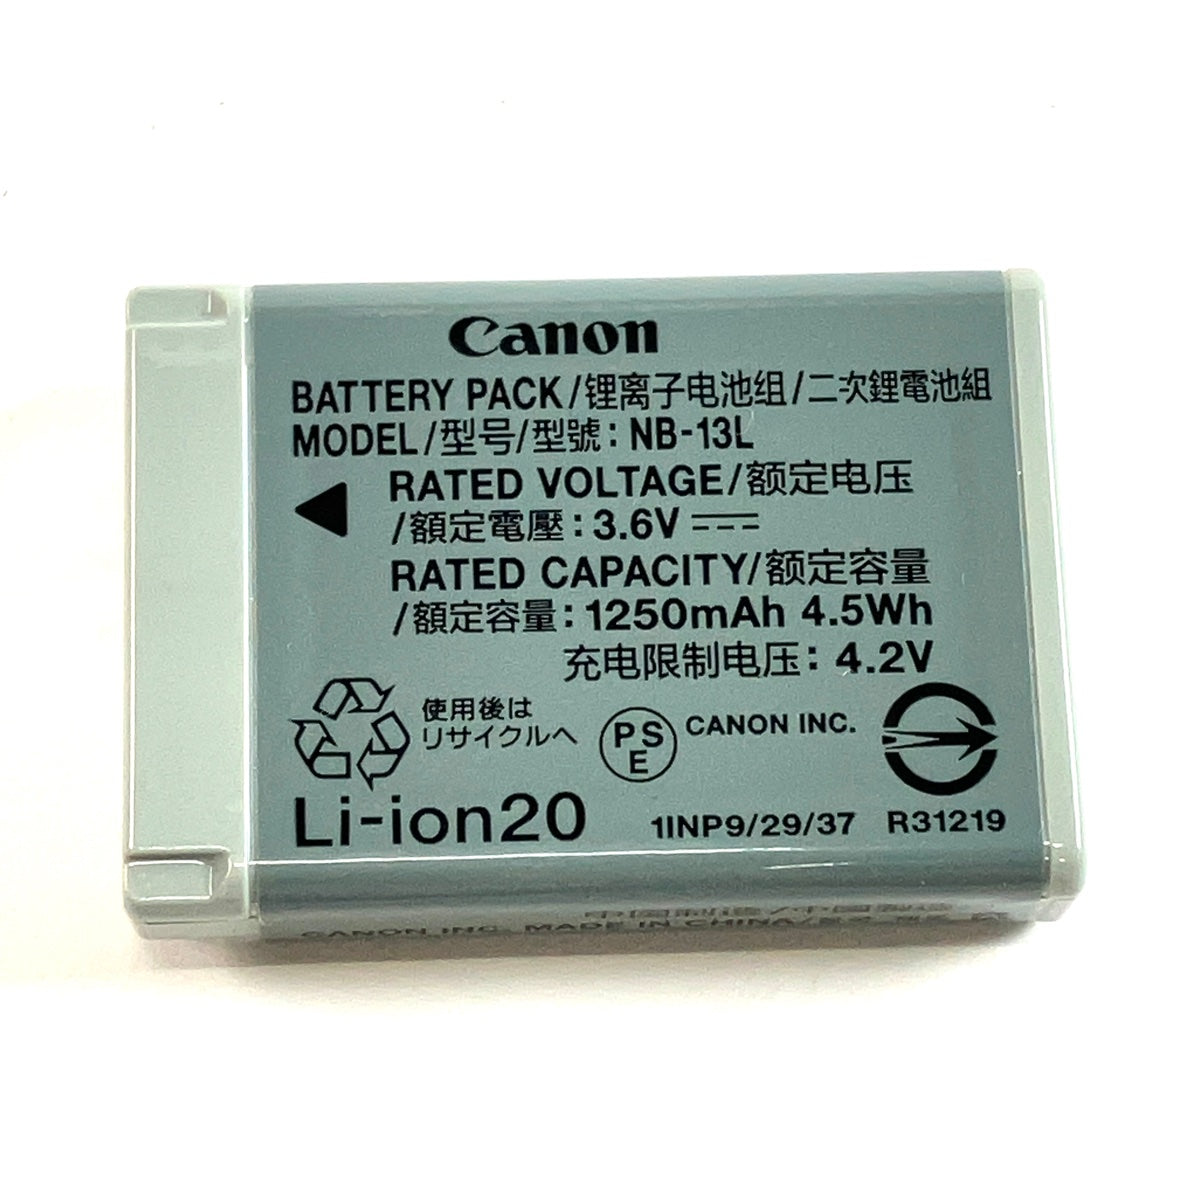 Canon
BATTERY PACK/锂离子电池组/二次鋰電池組
MODEL/型号/型號: NB-13L
RATED VOLTAGE/额定电压
/額定電壓: 3.6V
RATED CAPACITY/额定容量
/額定容量: 1250mAh 4.5Wh
充电限制电压: 4.2V
使用後は
リサイクルへ
PS
E
CANON INC.
Li-ion20
1INP9/29/37
R31219
CANON INC. MADE IN CHINA/